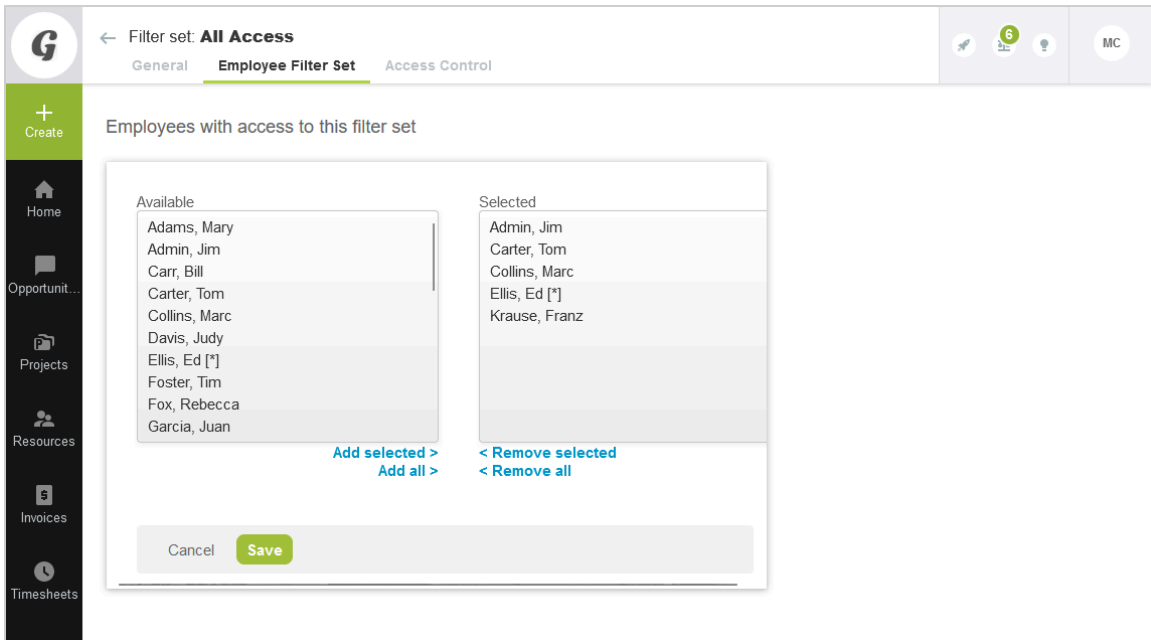 G
Filter set: All Access
General Employee Filter Set Access Control
6
MC
Create
Home
Opportunit...
Projects
Resources
Invoices
Timesheets
Employees with access to this filter set
Available
Adams, Mary
Admin, Jim
Carr, Bill
Carter, Tom
Collins, Marc
Davis, Judy
Ellis, Ed [*]
Foster, Tim
Fox, Rebecca
Garcia, Juan
Add selected >
Add all >
Selected
Admin, Jim
Carter, Tom
Collins, Marc
Ellis, Ed [*]
Krause, Franz
< Remove selected
< Remove all
Cancel Save